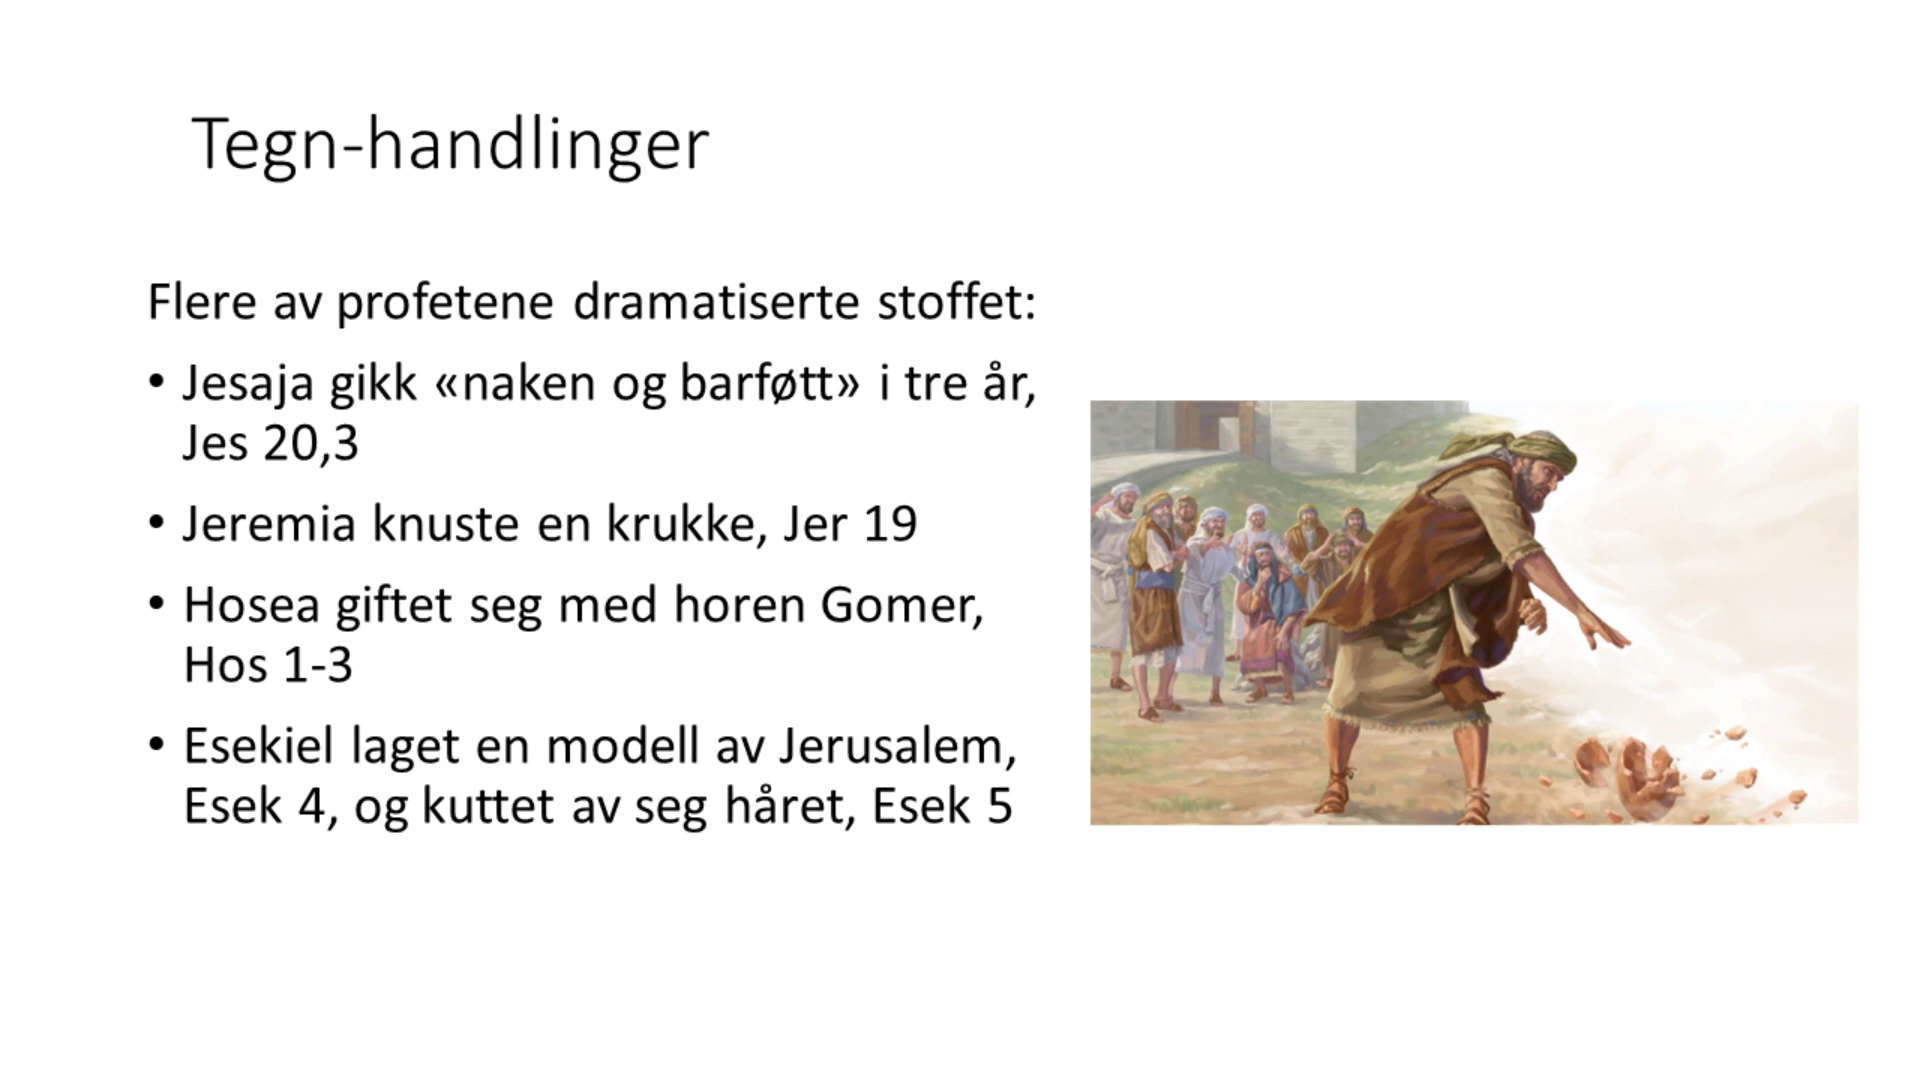 Tegn-handlinger
Flere av profetene dramatiserte stoffet:
• Jesaja gikk «naken og barføtt» i tre år,
Jes 20,3
• Jeremia knuste en krukke, Jer 19
• Hosea giftet seg med horen Gomer,
Hos 1-3
• Esekiel laget en modell av Jerusalem,
Esek 4, og kuttet av seg håret, Esek 5